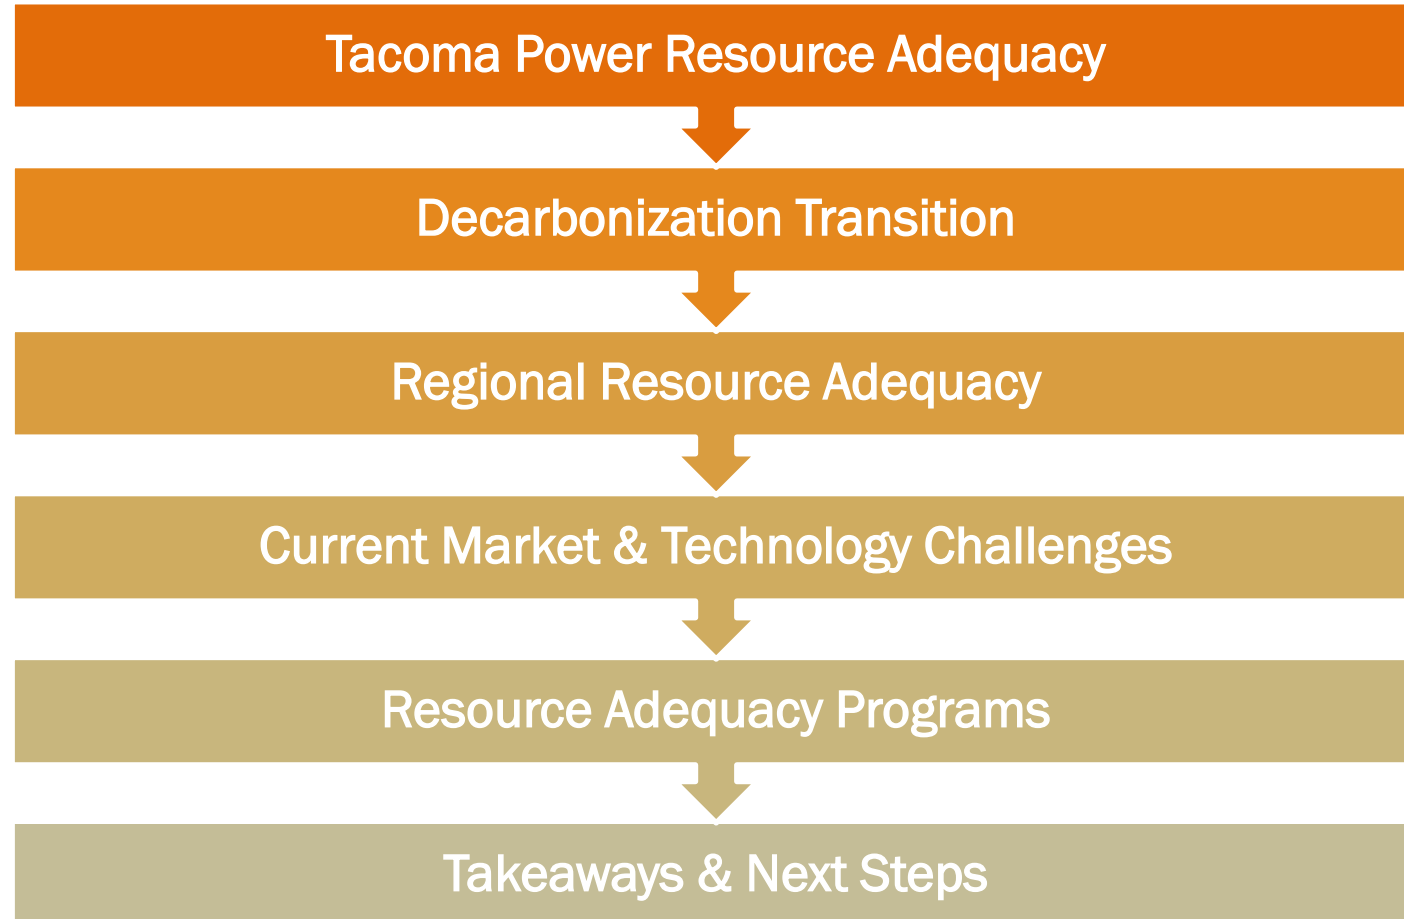 Tacoma Power Resource Adequacy
Decarbonization Transition
Regional Resource Adequacy
Current Market & Technology Challenges
Resource Adequacy Programs
Takeaways & Next Steps